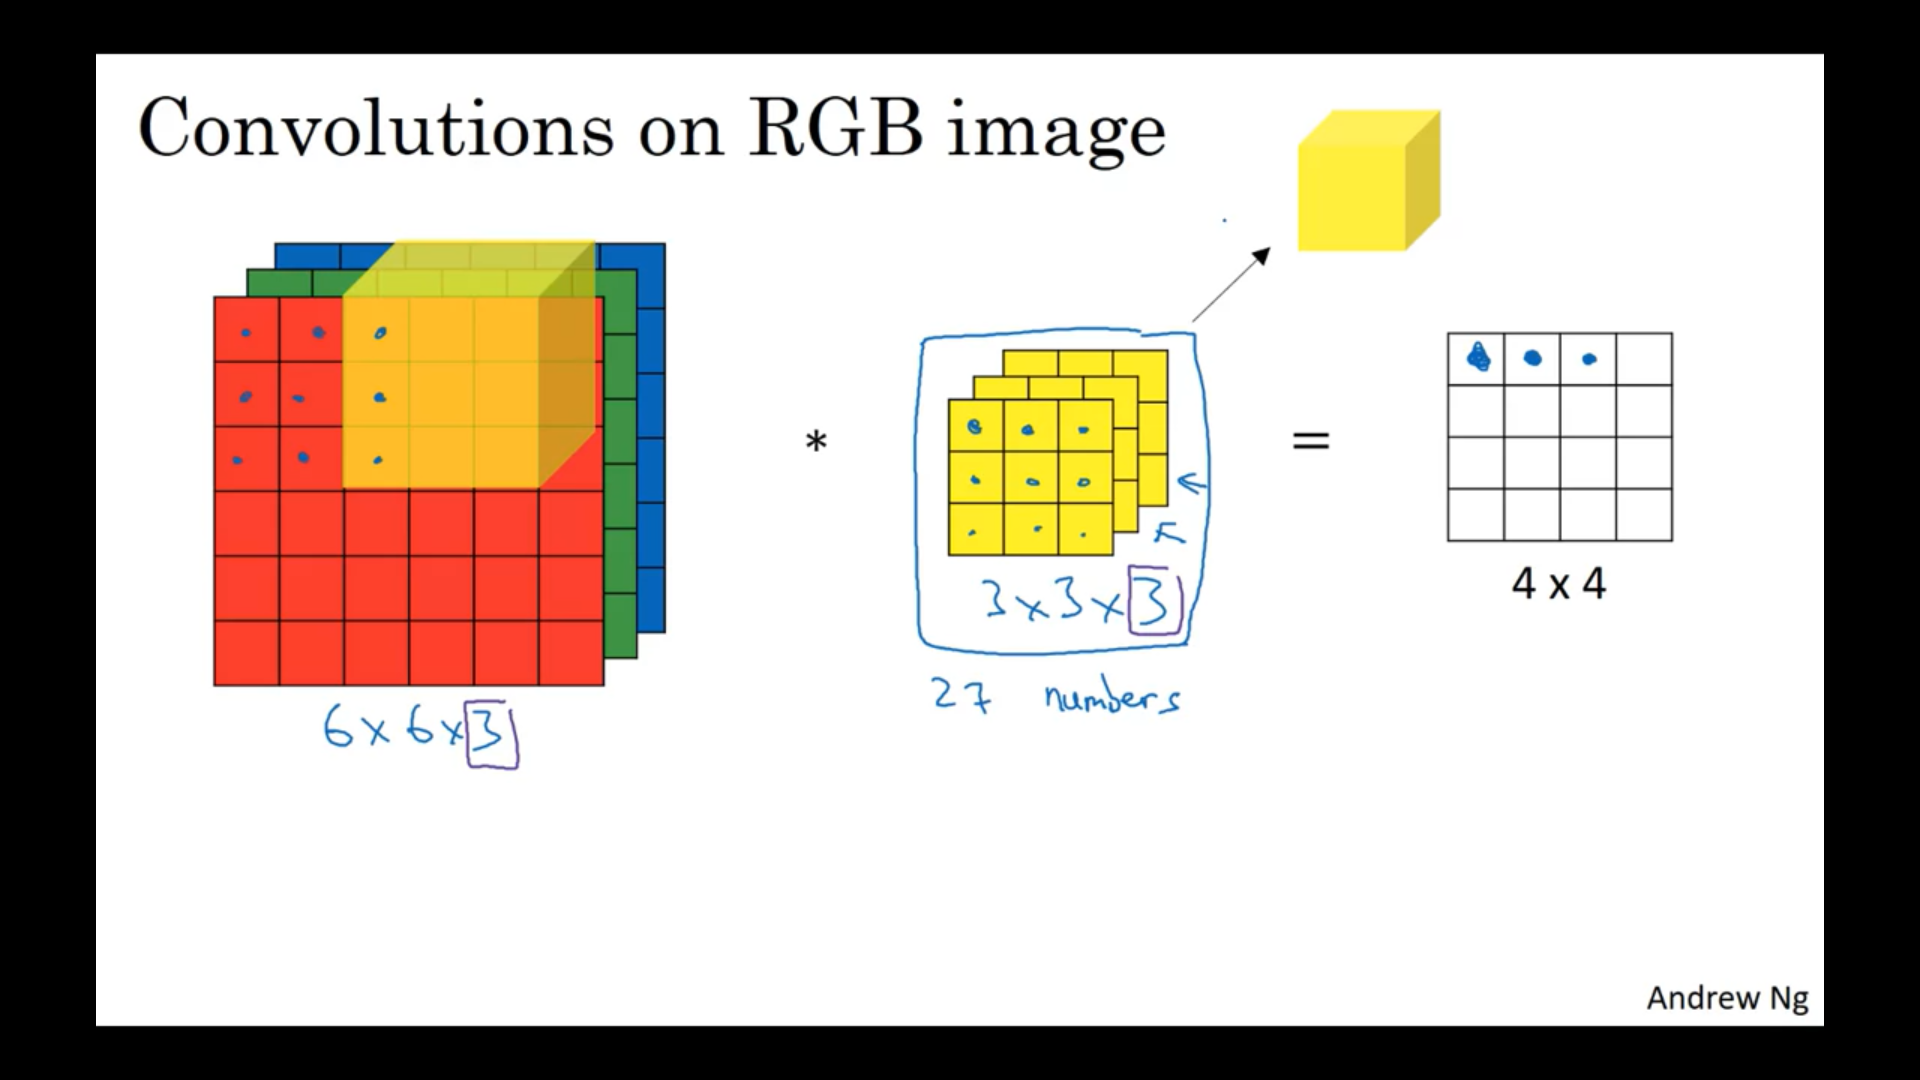 Convolutions on RGB image
*
=
3x3x3
4 x 4
27 numbers
6x6x3
Andrew Ng